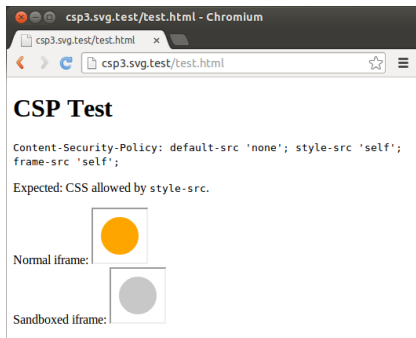 csp3.svg.test/test.html - Chromium
csp3.svg.test/test.html ×
csp3.svg.test/test.html
CSP Test
Content-Security-Policy: default-src 'none'; style-src 'self';
frame-src 'self';
Expected: CSS allowed by style-src.
Normal iframe:
Sandboxed iframe: